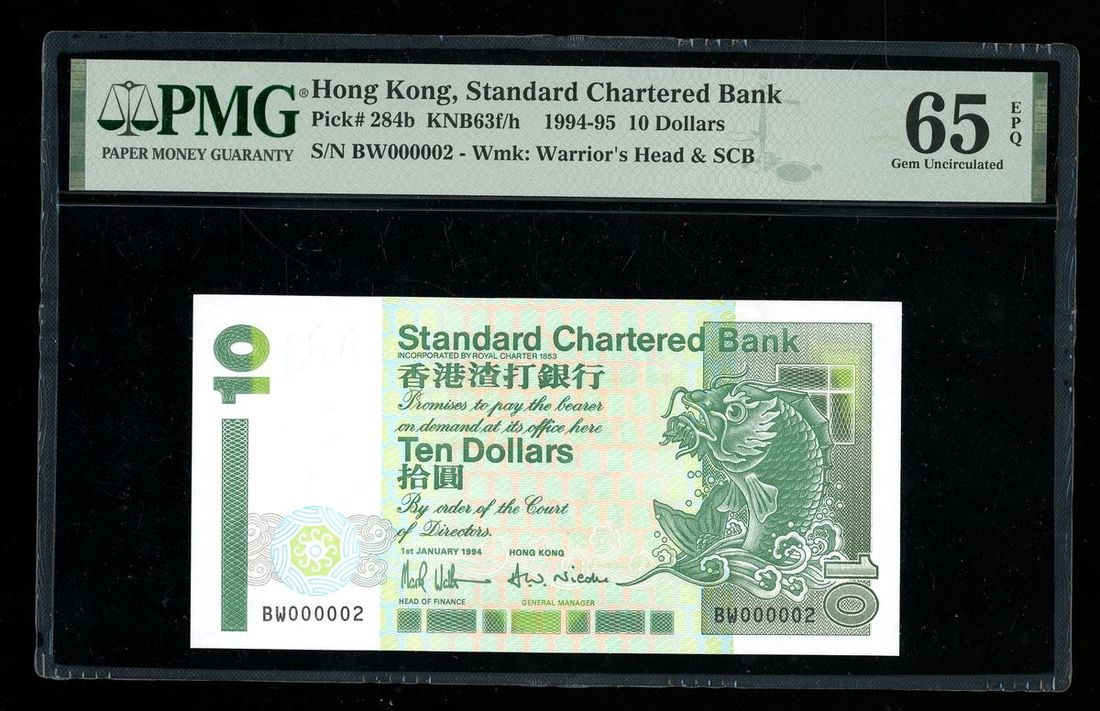 PMG®
PAPER MONEY GUARANTY
Hong Kong, Standard Chartered Bank
Pick# 284b KNB63f/h 1994-95 10 Dollars
S/N BW000002 - Wmk: Warrior's Head & SCB
65
EPQ
Gem Uncirculated
10
Standard Chartered Bank
INCORPORATED BY ROYAL CHARTER 1853
香港渣打銀行
Promises to pay the bearer
on demand at its office here
Ten Dollars
拾圓
By order of the Court
of Directors.
1st JANUARY 1994 HONG KONG
HEAD OF FINANCE GENERAL MANAGER
BW000002
BW000002
10